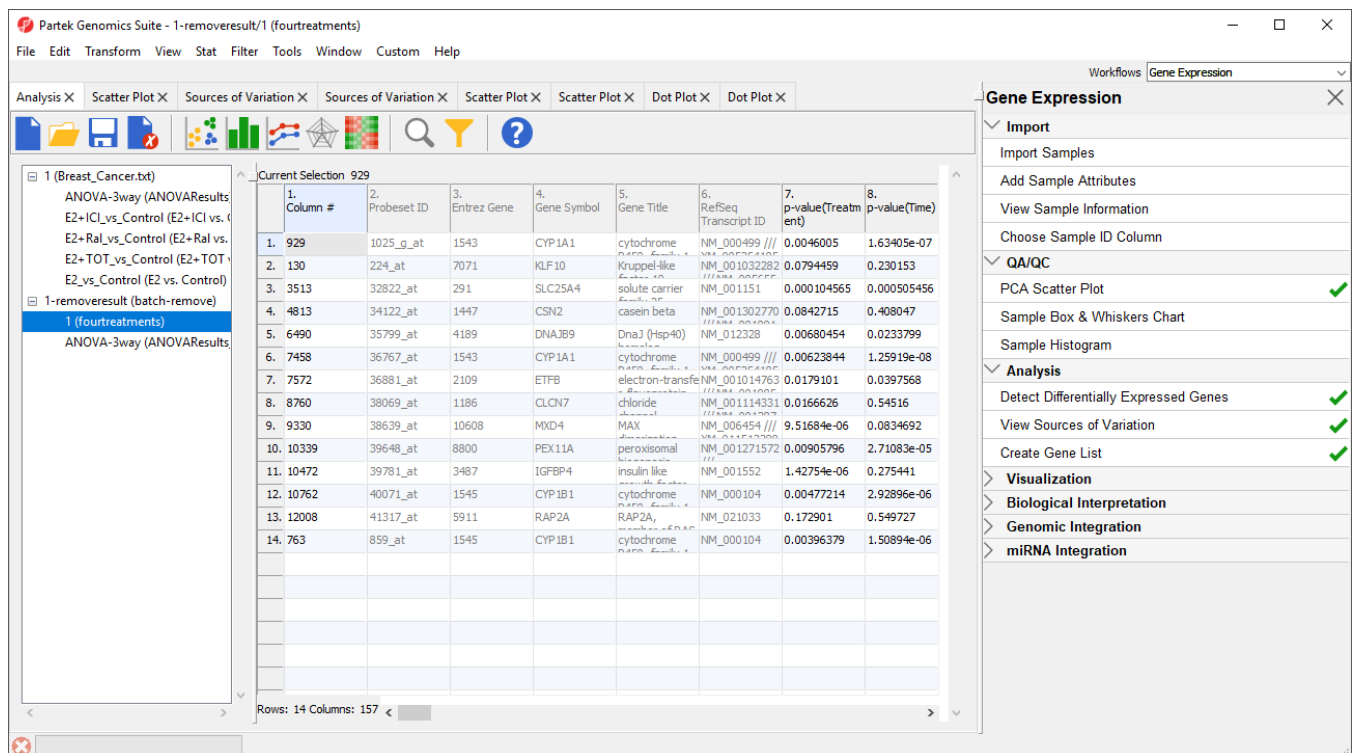 Partek Genomics Suite - 1-removeresult/1 (fourtreatments)
File Edit Transform View Stat Filter Tools Window Custom Help
Workflows Gene Expression
Analysis X Scatter Plot X Sources of Variation X Sources of Variation X Scatter Plot X Scatter Plot X Dot Plot X Dot Plot X
1 (Breast_Cancer.txt)
ANOVA-3way (ANOVAResults
E2+ICI_vs_Control (E2+ICI vs. (
E2+Ral_vs_Control (E2+Ral vs.
E2+TOT_vs_Control (E2+TOT
E2_vs_Control (E2 vs. Control)
1-removeresult (batch-remove)
1 (fourtreatments)
ANOVA-3way (ANOVAResults
Current Selection 929
1. 2. 3. 4. 5. 6. 7. 8.
Column # Probeset ID Entrez Gene Gene Symbol Gene Title RefSeq p-value(Treatm p-value(Time)
Transcript ID ent)
1. 929 1025_g_at 1543 CYP1A1 cytochrome NM_000499 /// 0.0046005 1.63405e-07
2. 130 224_at 7071 KLF10 Kruppel-like NM_001032282 0.0794459 0.230153
3. 3513 32822_at 291 SLC25A4 solute carrier NM_001151 0.000104565 0.000505456
4. 4813 34122_at 1447 CSN2 casein beta NM_001302770 0.0842715 0.408047
5. 6490 35799_at 4189 DNAJB9 DnaJ (Hsp40) NM_012328 0.00680454 0.0233799
6. 7458 36767_at 1543 CYP1A1 cytochrome NM_000499 /// 0.00623844 1.25919e-08
7. 7572 36881_at 2109 ETFB electron-transfe NM_001014763 0.0179101 0.0397568
8. 8760 38069_at 1186 CLCN7 chloride NM_001114331 0.0166626 0.54516
9. 9330 38639_at 10608 MXD4 MAX NM_006454 /// 9.51684e-06 0.0834692
10. 10339 39648_at 8800 PEX11A peroxisomal NM_001271572 0.00905796 2.71083e-05
11. 10472 39781_at 3487 IGFBP4 insulin like NM_001552 1.42754e-06 0.275441
12. 10762 40071_at 1545 CYP1B1 cytochrome NM_000104 0.00477214 2.92896e-06
13. 12008 41317_at 5911 RAP2A RAP2A, NM_021033 0.172901 0.549727
14. 763 859_at 1545 CYP1B1 cytochrome NM_000104 0.00396379 1.50894e-06
Rows: 14 Columns: 157
Gene Expression
Import
Import Samples
Add Sample Attributes
View Sample Information
Choose Sample ID Column
QA/QC
PCA Scatter Plot
Sample Box & Whiskers Chart
Sample Histogram
Analysis
Detect Differentially Expressed Genes
View Sources of Variation
Create Gene List
Visualization
Biological Interpretation
Genomic Integration
miRNA Integration